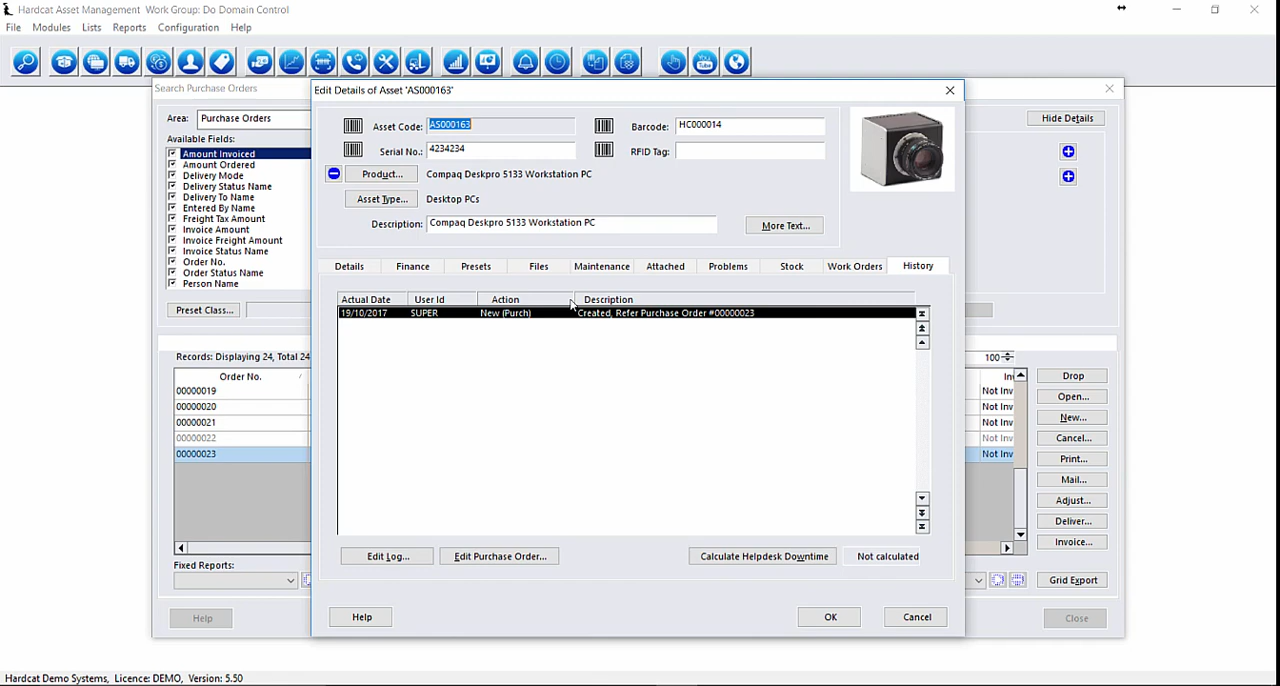 Hardcat Asset Management Work Group: Do Domain Control
File Modules Lists Reports Configuration Help
Search Purchase Orders
Area: Purchase Orders
Hide Details
Available Fields:
Amount Invoiced
Amount Ordered
Delivery Mode
Delivery Status Name
Delivery To Name
Entered By Name
Freight Tax Amount
Invoice Amount
Invoice Freight Amount
Invoice Status Name
Order No.
Order Status Name
Person Name
Preset Class...
Records: Displaying 24, Total 24
100
Order No.
00000019
00000020
00000021
00000022
00000023
Inv
Not Inv
Not Inv
Not Inv
Not Inv
Not Inv
Drop
Open...
New...
Cancel...
Print...
Mail...
Adjust...
Deliver...
Invoice...
Fixed Reports:
Grid Export
Help
Close
Edit Details of Asset 'AS000163'
Asset Code: AS000163
Barcode: HC000014
Serial No.: 4234234
RFID Tag:
Product... Compaq Deskpro 5133 Workstation PC
Asset Type... Desktop PCs
Description: Compaq Deskpro 5133 Workstation PC
More Text...
Details Finance Presets Files Maintenance Attached Problems Stock Work Orders History
Actual Date User Id Action Description
19/10/2017 SUPER New (Purch) Created, Refer Purchase Order #00000023
Edit Log... Edit Purchase Order... Calculate Helpdesk Downtime Not calculated
Help OK Cancel
Hardcat Demo Systems, Licence: DEMO, Version: 5.50